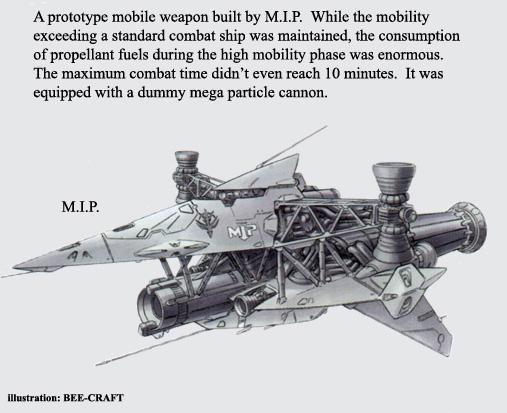 A prototype mobile weapon built by M.I.P. While the mobility
exceeding a standard combat ship was maintained, the consumption
of propellant fuels during the high mobility phase was enormous.
The maximum combat time didn't even reach 10 minutes. It was
equipped with a dummy mega particle cannon.
M.I.P.
MIP
illustration: BEE-CRAFT